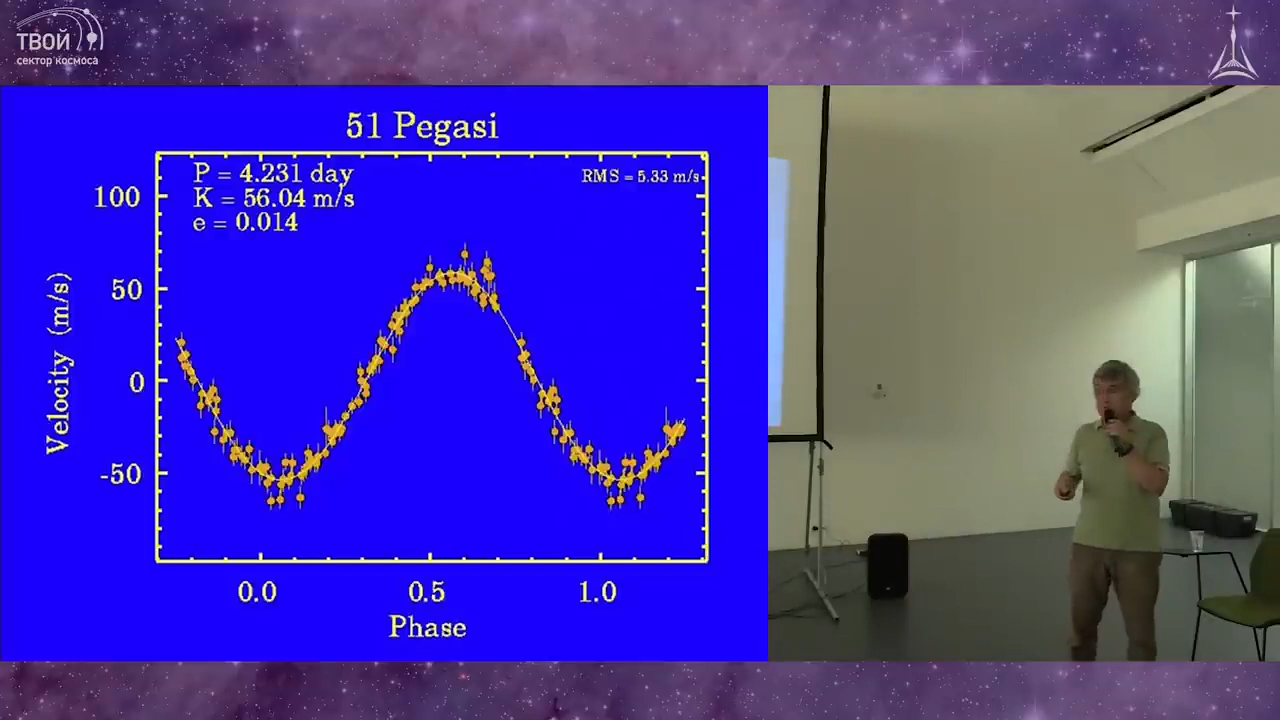 ТВОЙ
сектор космоса
51 Pegasi
P = 4.231 day
K = 56.04 m/s
e = 0.014
RMS = 5.33 m/s
100
50
0
-50
Velocity (m/s)
0.0
0.5
1.0
Phase